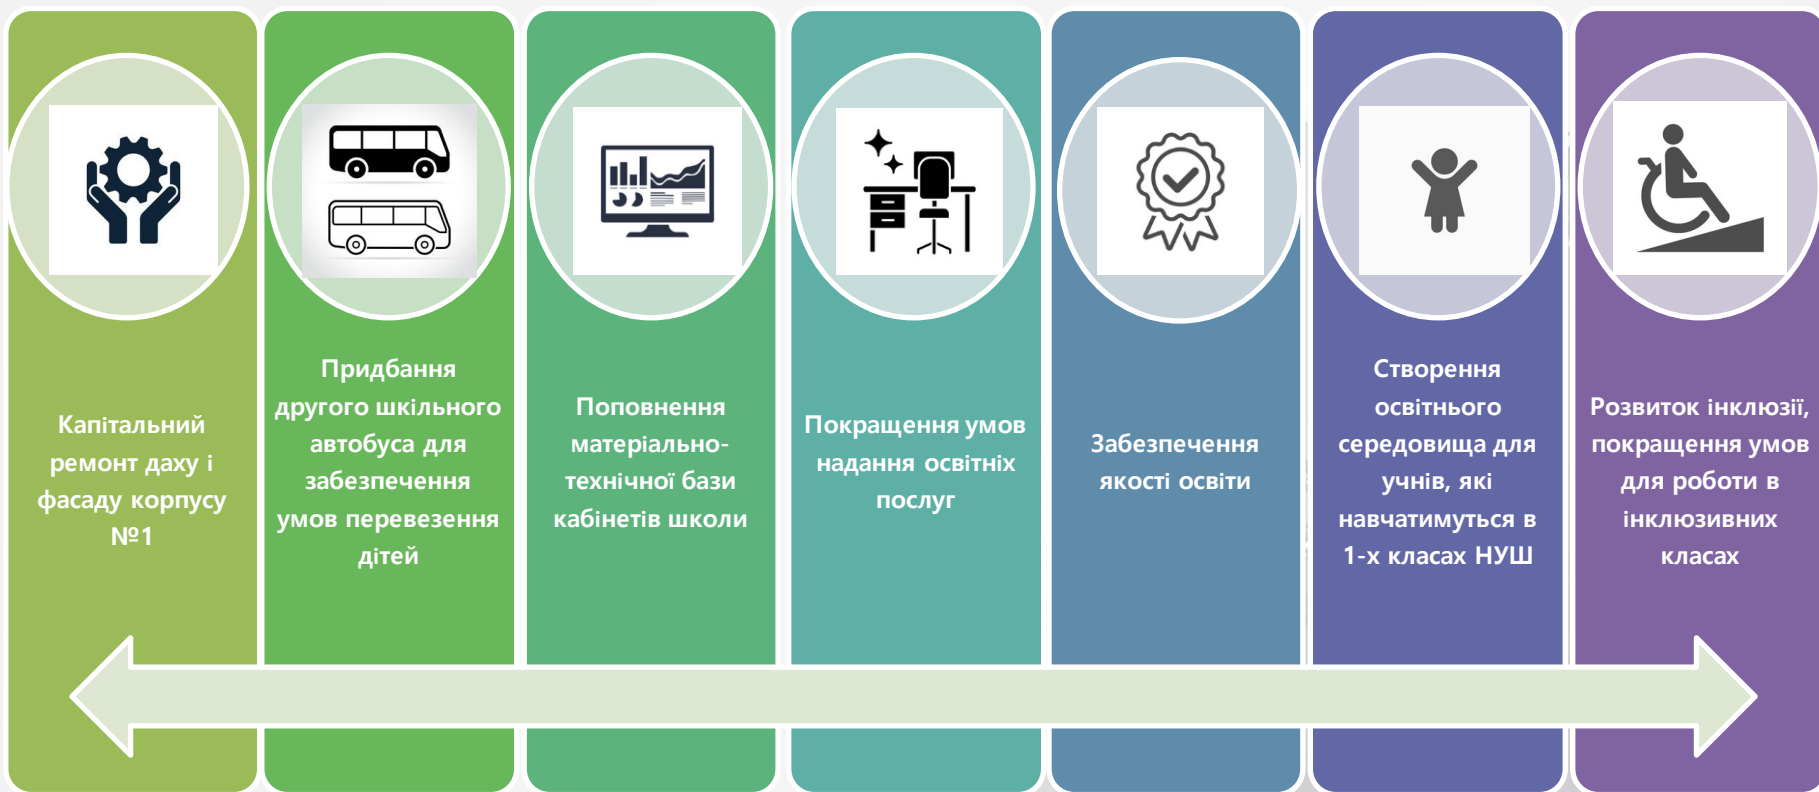 Капітальний
ремонт даху і
фасаду корпусу
№1
Придбання
другого шкільного
автобуса для
забезпечення
умов перевезення
дітей
Поповнення
матеріально-
технічної бази
кабінетів школи
Покращення умов
надання освітніх
послуг
Забезпечення
якості освіти
Створення
освітнього
середовища для
учнів, які
навчатимуться в
1-х класах НУШ
Розвиток інклюзії,
покращення умов
для роботи в
інклюзивних
класах